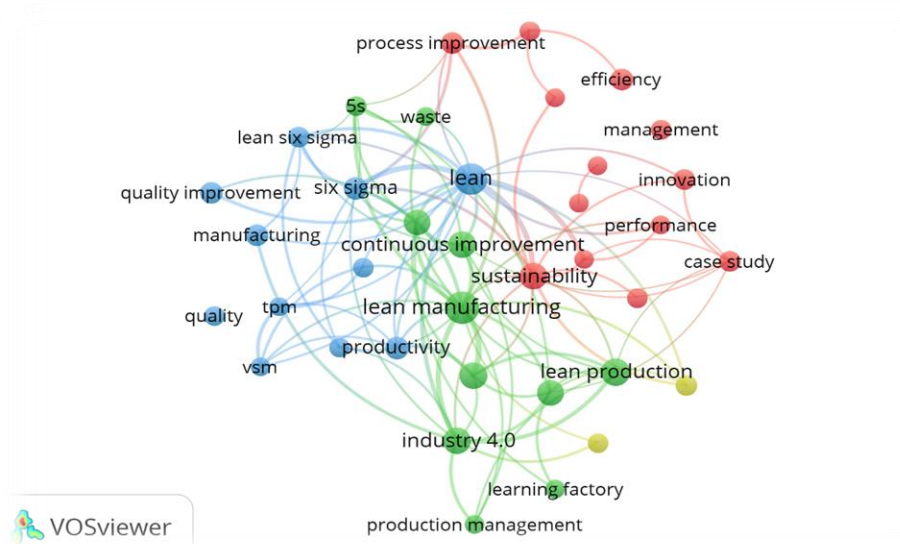 process improvement
efficiency
5s
waste
management
lean six sigma
lean
innovation
quality improvement
six sigma
performance
manufacturing
continuous improvement
case study
sustainability
lean manufacturing
tpm
quality
productivity
vsm
lean production
industry 4.0
learning factory
production management
VOSviewer